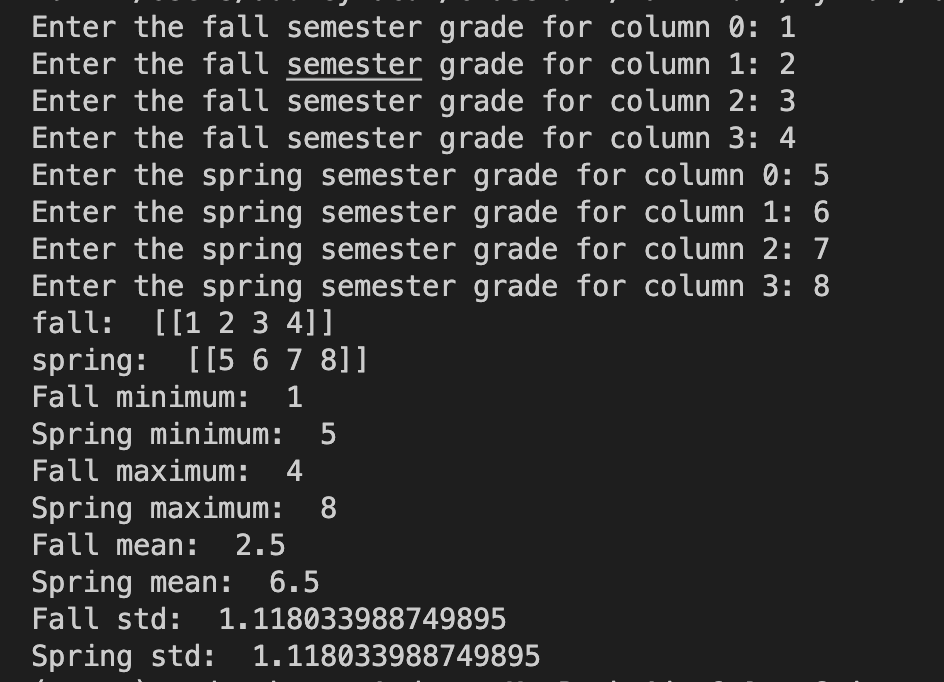 Enter the fall semester grade for column 0: 1
Enter the fall semester grade for column 1: 2
Enter the fall semester grade for column 2: 3
Enter the fall semester grade for column 3: 4
Enter the spring semester grade for column 0: 5
Enter the spring semester grade for column 1: 6
Enter the spring semester grade for column 2: 7
Enter the spring semester grade for column 3: 8
fall:  [[1 2 3 4]]
spring:  [[5 6 7 8]]
Fall minimum:  1
Spring minimum:  5
Fall maximum:  4
Spring maximum:  8
Fall mean:  2.5
Spring mean:  6.5
Fall std:  1.118033988749895
Spring std:  1.118033988749895